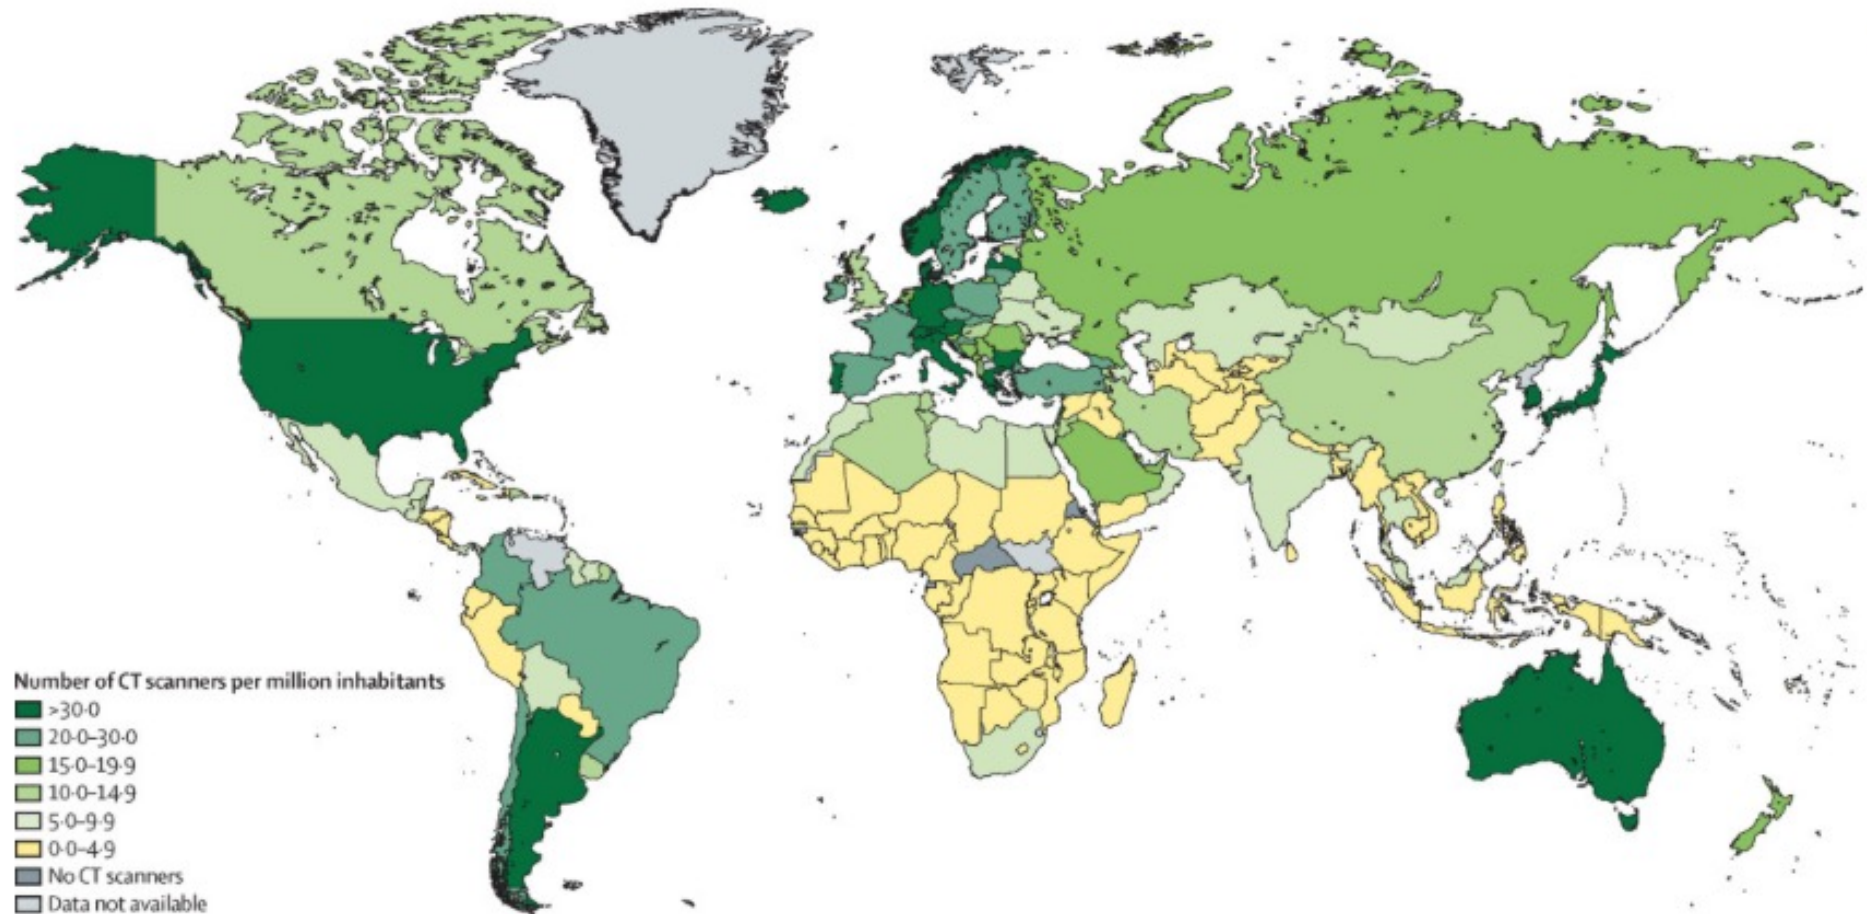 Number of CT scanners per million inhabitants
>30·0
20·0–30·0
15·0–19·9
10·0–14·9
5·0–9·9
0·0–4·9
No CT scanners
Data not available